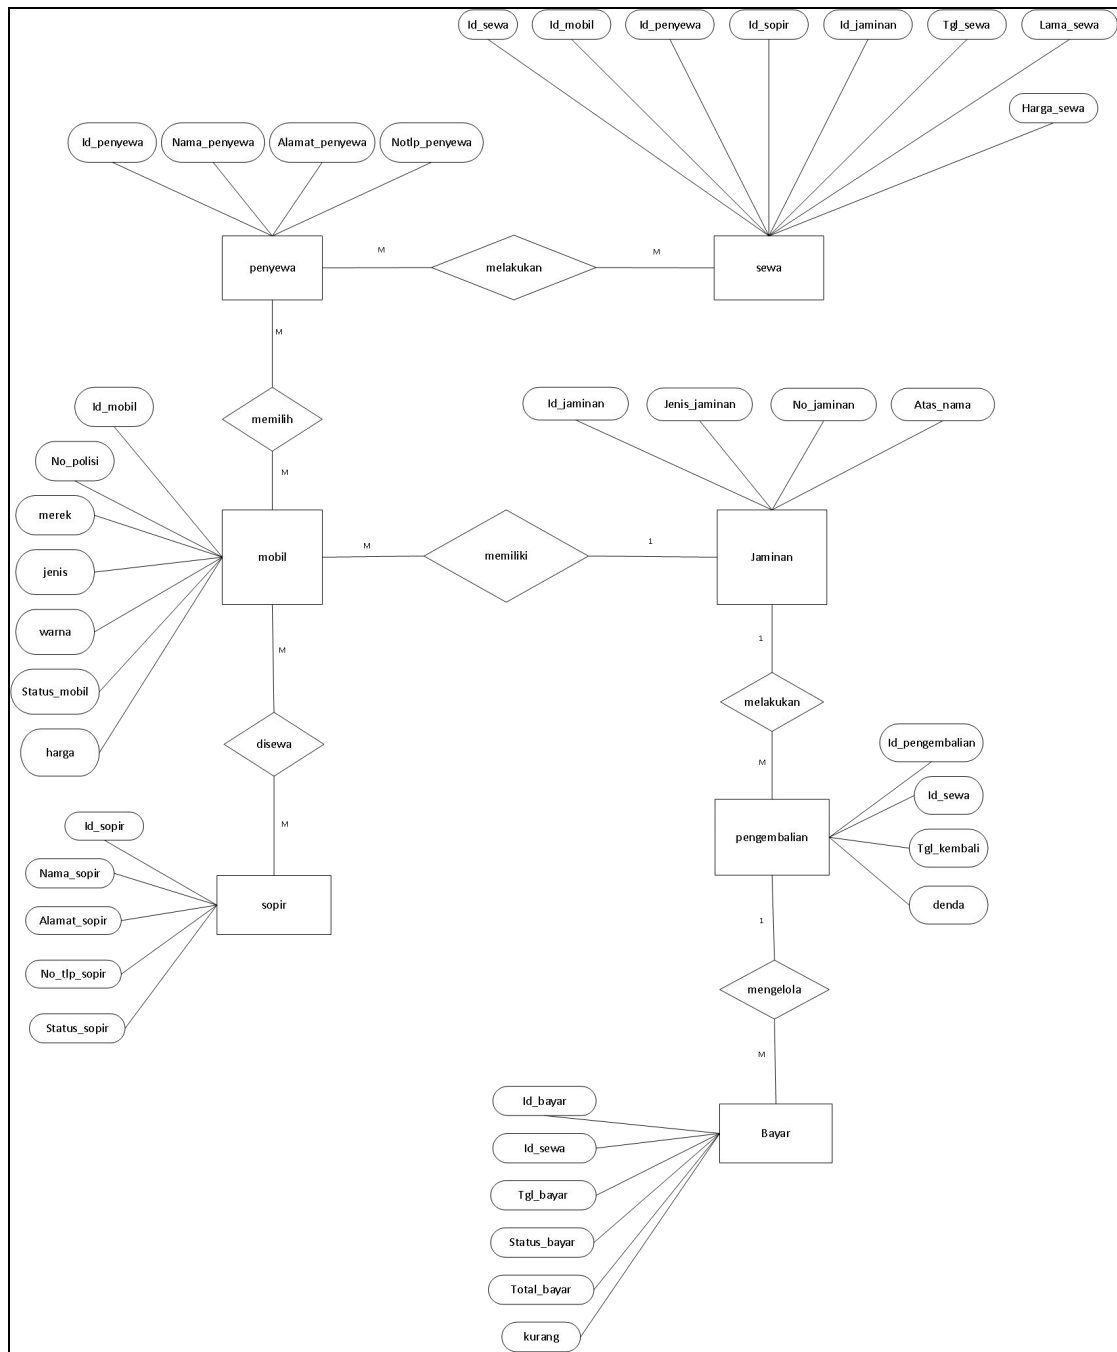 Id_sewa
Id_mobil
Id_penyewa
Id_sopir
Id_jaminan
Tgl_sewa
Lama_sewa
Harga_sewa
Id_penyewa
Nama_penyewa
Alamat_penyewa
Notlp_penyewa
penyewa
M
melakukan
M
sewa
M
memilih
M
Id_mobil
No_polisi
merek
jenis
warna
Status_mobil
harga
mobil
M
memiliki
1
Jaminan
Id_jaminan
Jenis_jaminan
No_jaminan
Atas_nama
M
disewa
M
1
melakukan
M
Id_sopir
Nama_sopir
Alamat_sopir
No_tlp_sopir
Status_sopir
sopir
pengembalian
Id_pengembalian
Id_sewa
Tgl_kembali
denda
1
mengelola
M
Bayar
Id_bayar
Id_sewa
Tgl_bayar
Status_bayar
Total_bayar
kurang